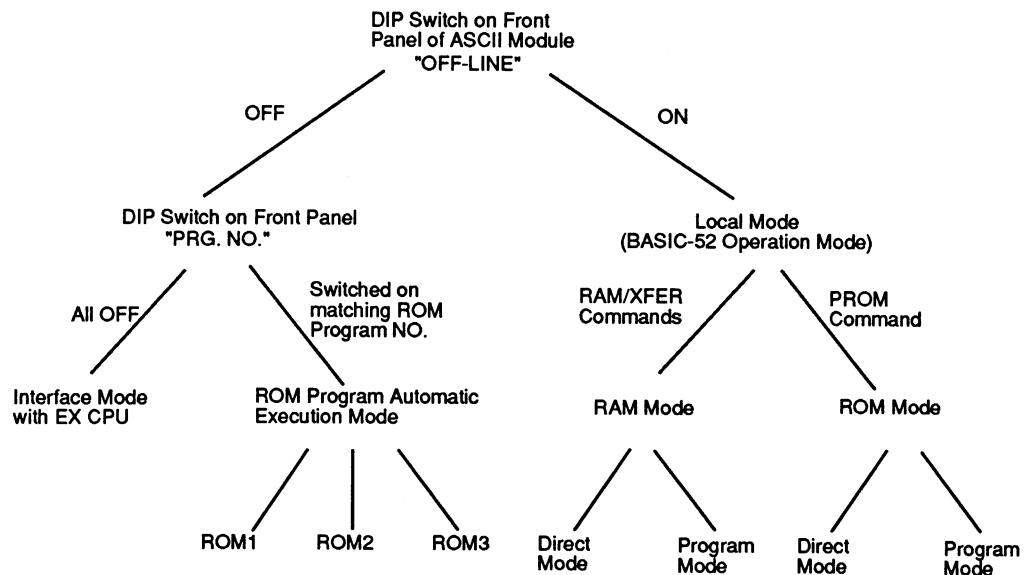 DIP Switch on Front
Panel of ASCII Module
"OFF-LINE"
OFF
ON
DIP Switch on Front Panel
"PRG. NO."
Local Mode
(BASIC-52 Operation Mode)
All OFF
Switched on
matching ROM
Program NO.
RAM/XFER
Commands
PROM
Command
Interface Mode
with EX CPU
ROM Program Automatic
Execution Mode
RAM Mode
ROM Mode
ROM1
ROM2
ROM3
Direct
Mode
Program
Mode
Direct
Mode
Program
Mode